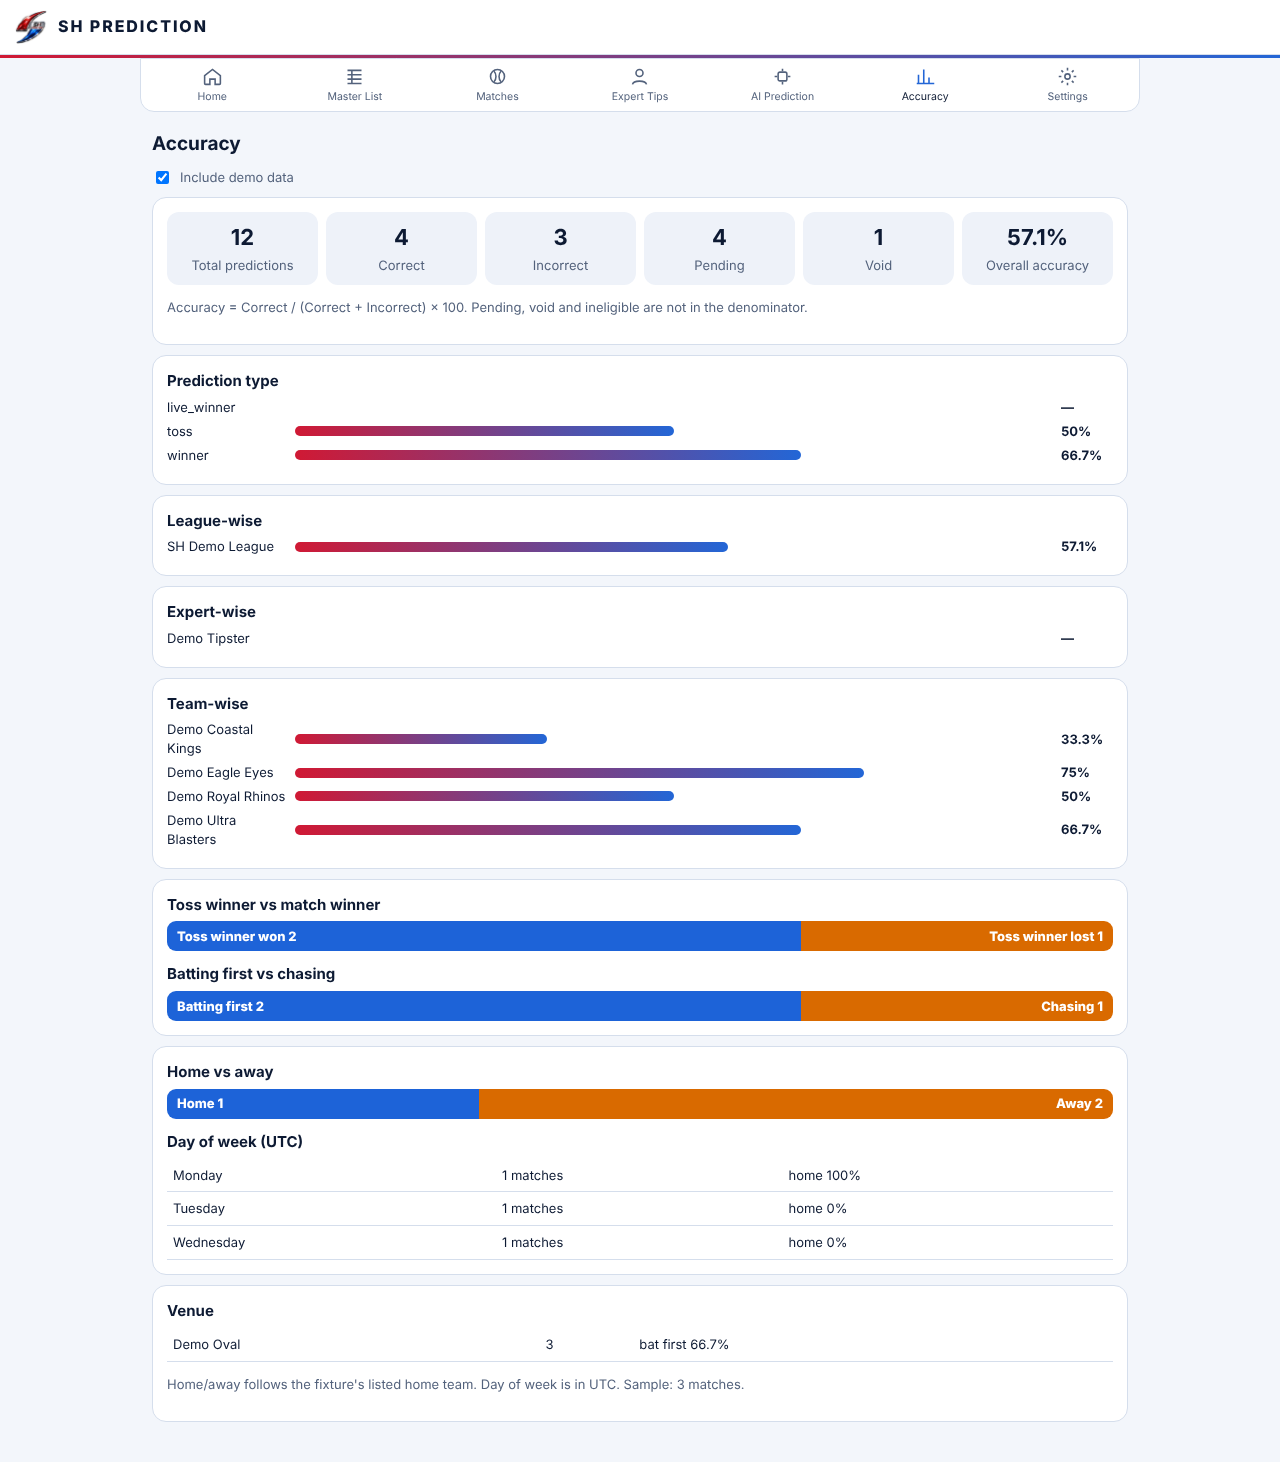 SH PREDICTION
Home
Master List
Matches
Expert Tips
AI Prediction
Accuracy
Settings
Accuracy
Include demo data
12
Total predictions
4
Correct
3
Incorrect
4
Pending
1
Void
57.1%
Overall accuracy
Accuracy = Correct / (Correct + Incorrect) × 100. Pending, void and ineligible are not in the denominator.
Prediction type
live_winner —
toss 50%
winner 66.7%
League-wise
SH Demo League 57.1%
Expert-wise
Demo Tipster —
Team-wise
Demo Coastal
Kings 33.3%
Demo Eagle Eyes 75%
Demo Royal Rhinos 50%
Demo Ultra
Blasters 66.7%
Toss winner vs match winner
Toss winner won 2 Toss winner lost 1
Batting first vs chasing
Batting first 2 Chasing 1
Home vs away
Home 1 Away 2
Day of week (UTC)
Monday 1 matches home 100%
Tuesday 1 matches home 0%
Wednesday 1 matches home 0%
Venue
Demo Oval 3 bat first 66.7%
Home/away follows the fixture's listed home team. Day of week is in UTC. Sample: 3 matches.